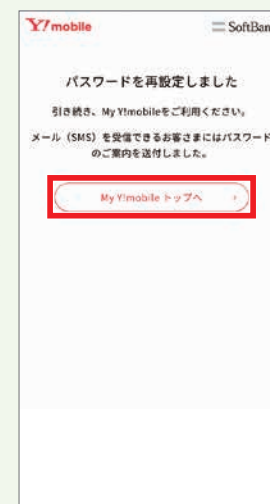 Y!mobile
SoftBan
パスワードを再設定しました
引き続き、My Y!mobileをご利用ください。
メール（SMS）を受信できるお客さまにはパスワード
のご案内を送付しました。
My Y!mobile トップへ